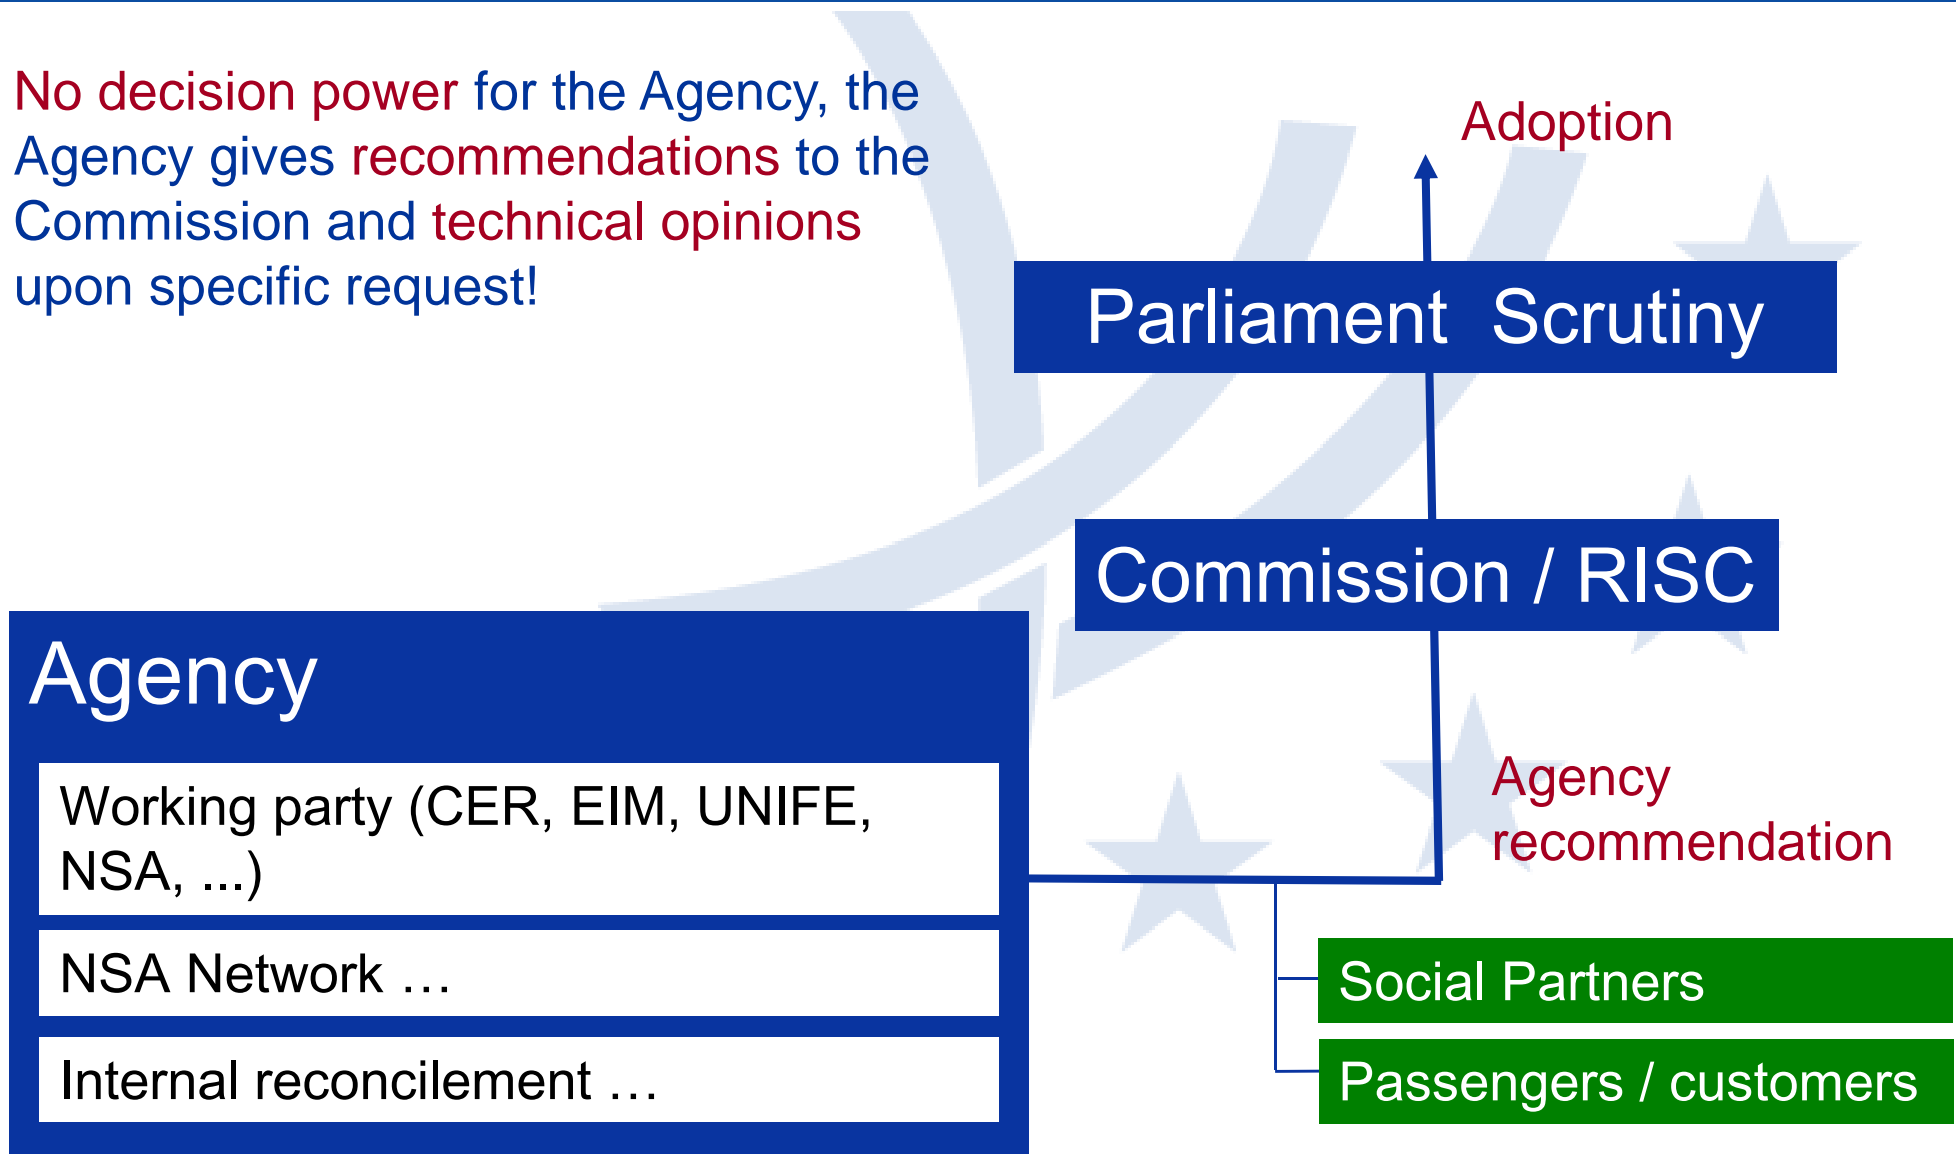 No decision power for the Agency, the
Agency gives recommendations to the
Commission and technical opinions
upon specific request!
Adoption
Parliament Scrutiny
Commission / RISC
Agency
Working party (CER, EIM, UNIFE,
NSA, ...)
NSA Network …
Internal reconcilement …
Agency
recommendation
Social Partners
Passengers / customers